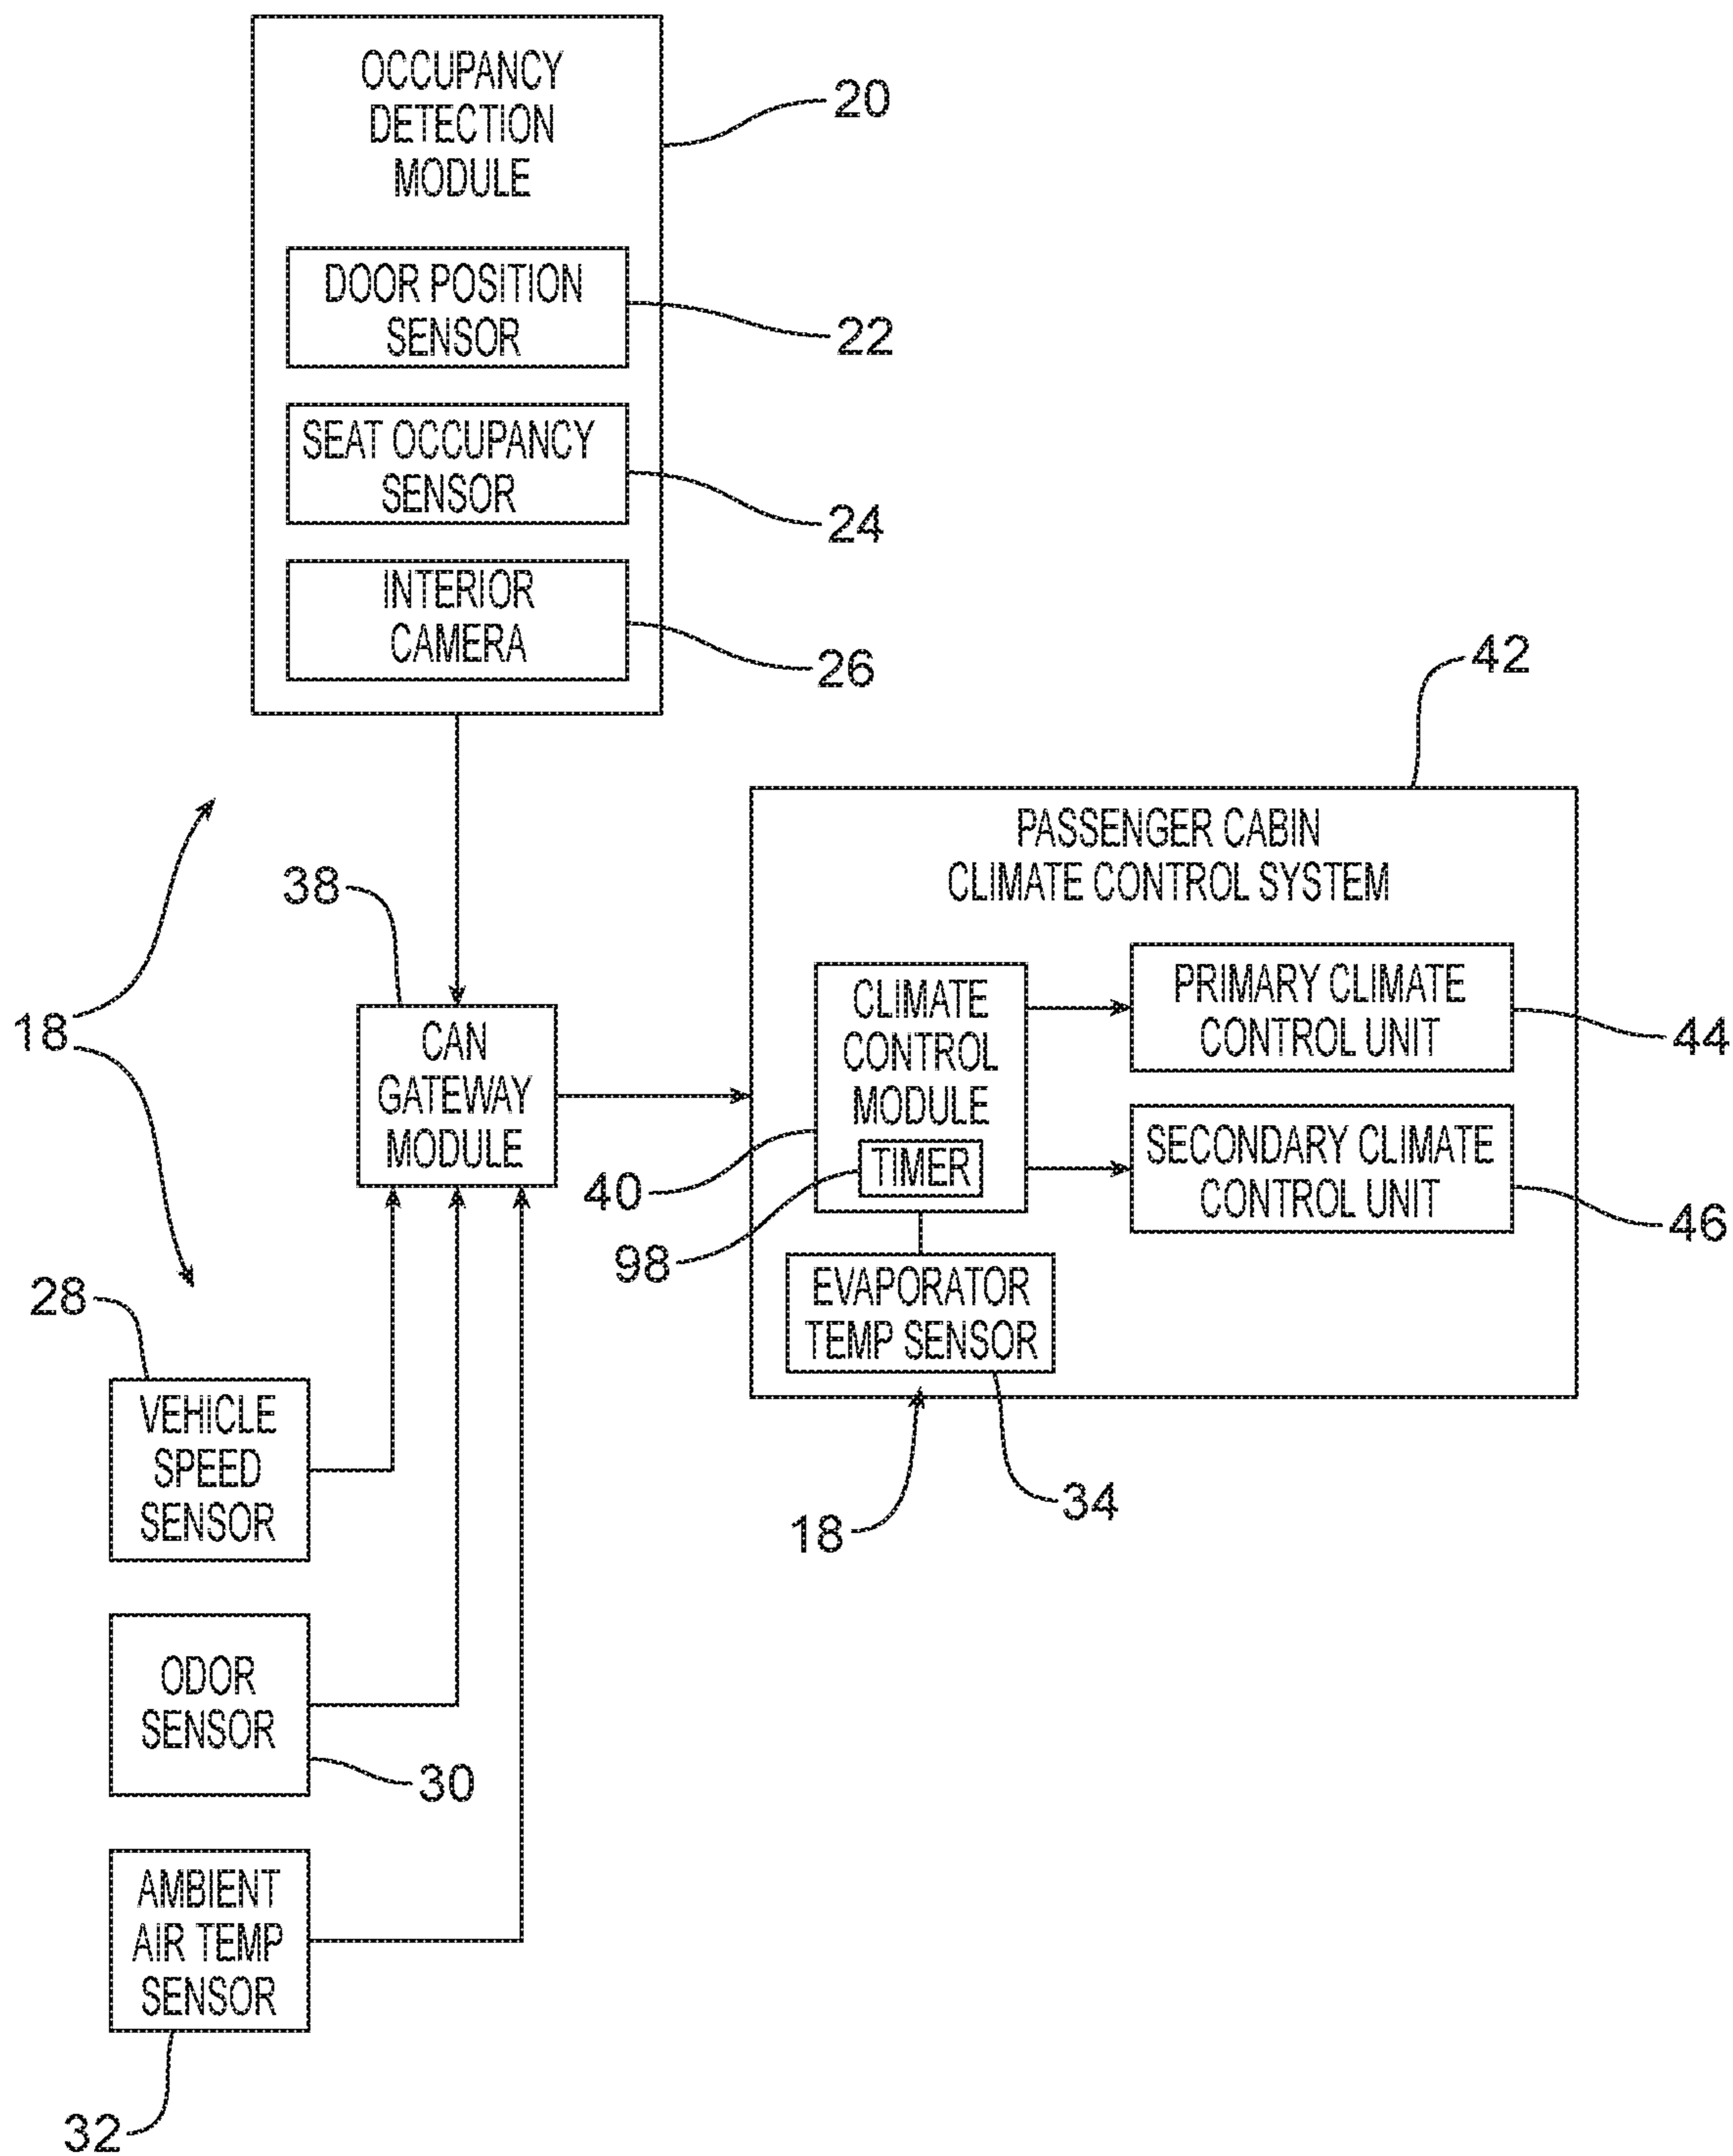 OCCUPANCY
DETECTION
MODULE
20
DOOR POSITION
SENSOR
22
SEAT OCCUPANCY
SENSOR
24
INTERIOR
CAMERA
26
42
PASSENGER CABIN
CLIMATE CONTROL SYSTEM
38
18
CAN
GATEWAY
MODULE
CLIMATE
CONTROL
MODULE
TIMER
40
98
PRIMARY CLIMATE
CONTROL UNIT
44
SECONDARY CLIMATE
CONTROL UNIT
46
EVAPORATOR
TEMP SENSOR
34
18
28
VEHICLE
SPEED
SENSOR
ODOR
SENSOR
30
AMBIENT
AIR TEMP
SENSOR
32